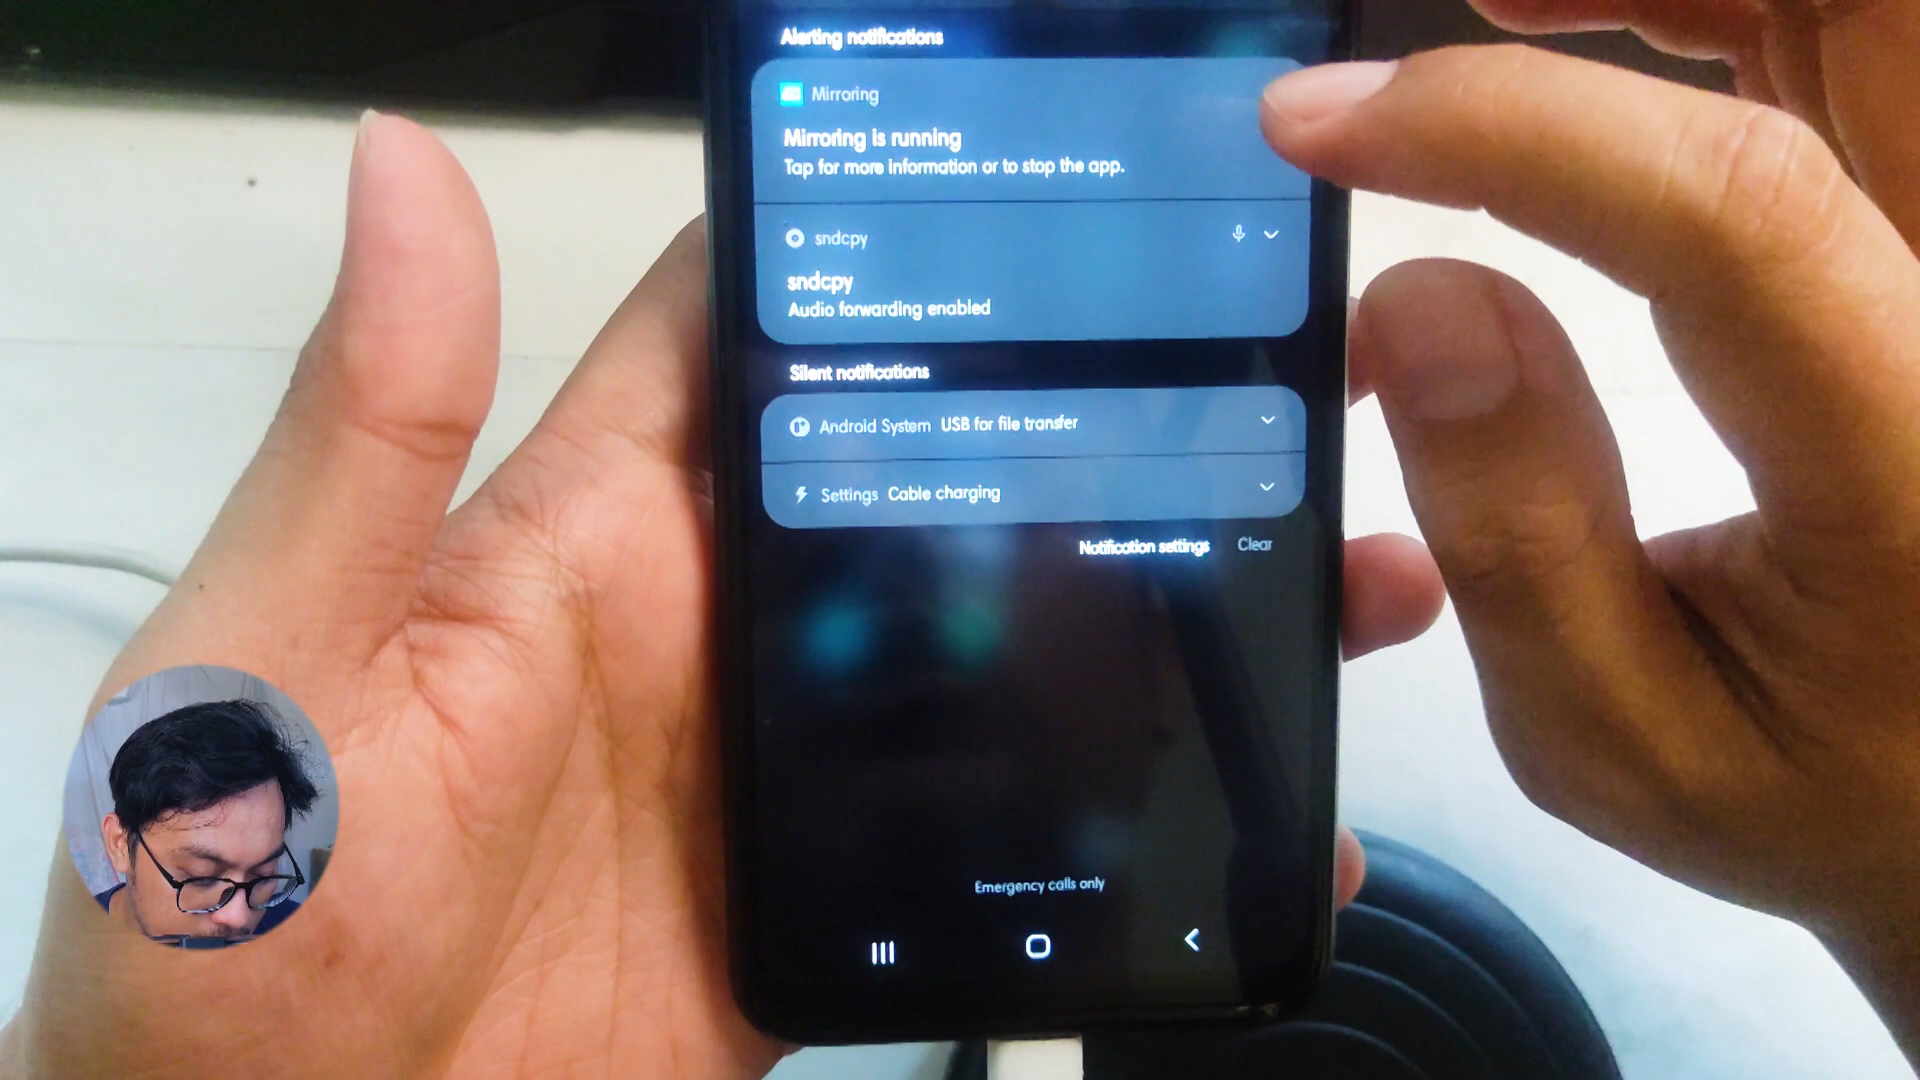 Alerting notifications
Mirroring
Mirroring is running
Tap for more information or to stop the app.
sndcpy
sndcpy
Audio forwarding enabled
Silent notifications
Android System USB for file transfer
Settings Cable charging
Notification settings Clear
Emergency calls only